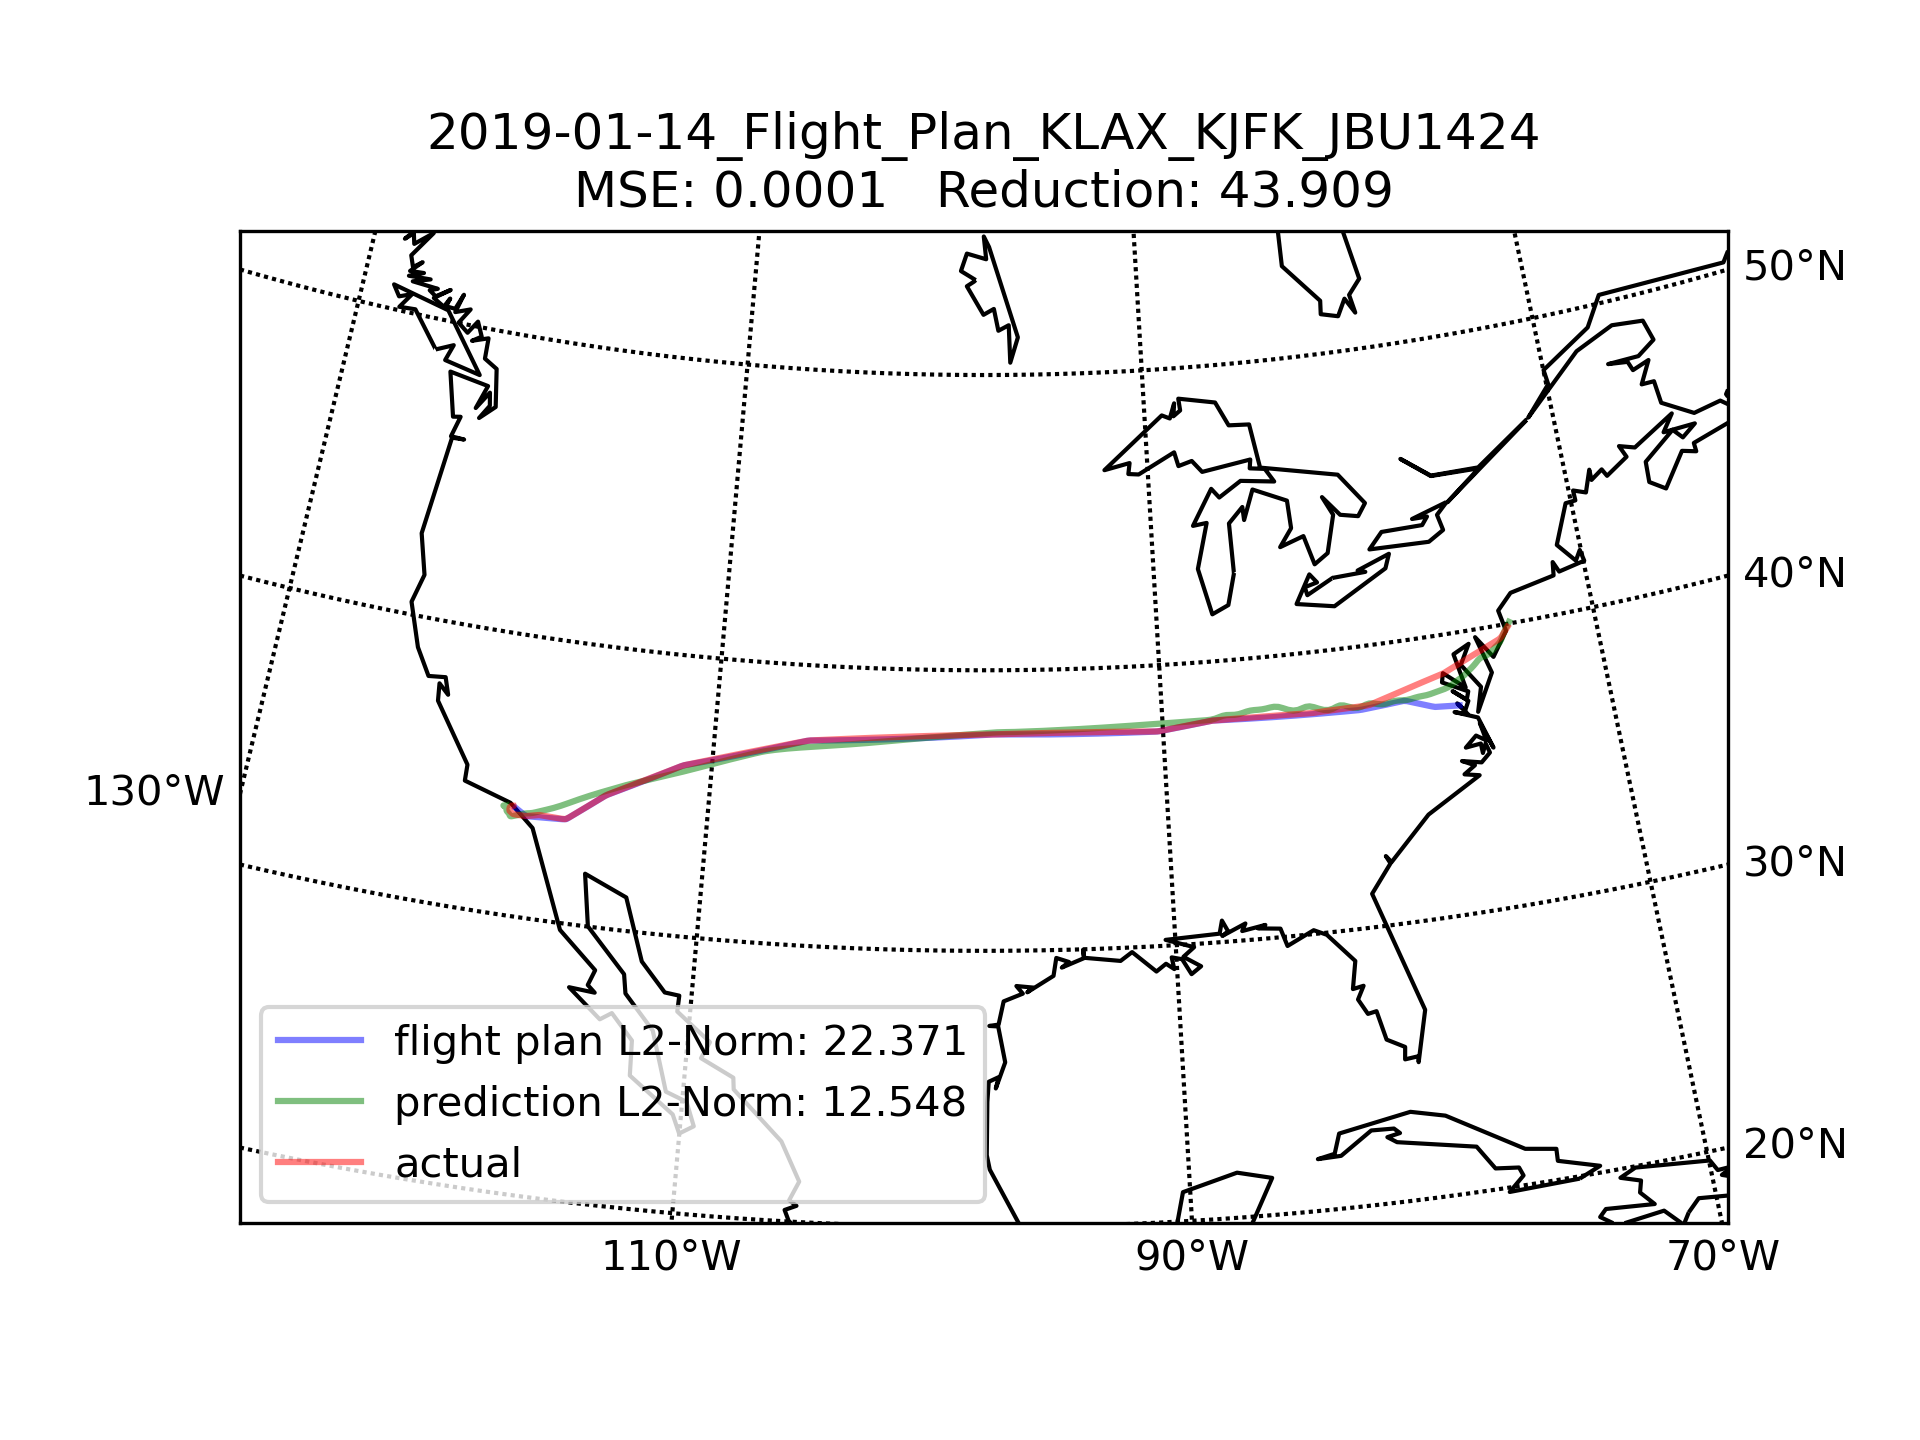 2019-01-14_Flight_Plan_KLAX_KJFK_JBU1424
MSE: 0.0001   Reduction: 43.909
50°N
40°N
130°W
30°N
20°N
flight plan L2-Norm: 22.371
prediction L2-Norm: 12.548
actual
110°W 90°W 70°W